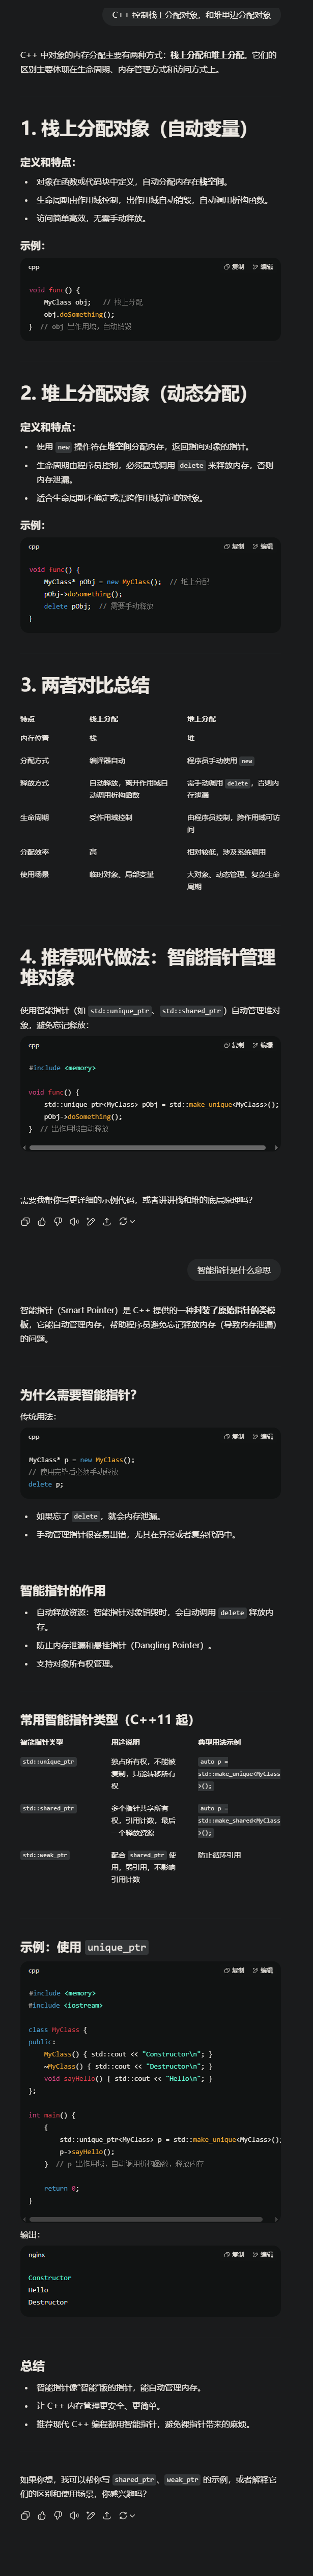 C++ 控制栈上分配对象，和堆里边分配对象
C++ 中对象的内存分配主要有两种方式：栈上分配和堆上分配。它们的
区别主要体现在生命周期、内存管理方式和访问方式上。
1. 栈上分配对象（自动变量）
定义和特点：
• 对象在函数或代码块中定义，自动分配内存在栈空间。
• 生命周期由作用域控制，出作用域自动销毁，自动调用析构函数。
• 访问简单高效，无需手动释放。
示例：
cpp 复制 编辑
void func() {
    MyClass obj;   // 栈上分配
    obj.doSomething();
}  // obj 出作用域，自动销毁
2. 堆上分配对象（动态分配）
定义和特点：
• 使用 new 操作符在堆空间分配内存，返回指向对象的指针。
• 生命周期由程序员控制，必须显式调用 delete 来释放内存，否则
内存泄漏。
• 适合生命周期不确定或需跨作用域访问的对象。
示例：
cpp 复制 编辑
void func() {
    MyClass* pObj = new MyClass();  // 堆上分配
    pObj->doSomething();
    delete pObj;  // 需要手动释放
}
3. 两者对比总结
特点 栈上分配 堆上分配
内存位置 栈 堆
分配方式 编译器自动 程序员手动使用 new
释放方式 自动释放，离开作用域自 需手动调用 delete，否则内
动调用析构函数 存泄漏
生命周期 受作用域控制 由程序员控制，跨作用域可访
问
分配效率 高 相对较低，涉及系统调用
使用场景 临时对象、局部变量 大对象、动态管理、复杂生命
周期
4. 推荐现代做法：智能指针管理
堆对象
使用智能指针（如 std::unique_ptr、std::shared_ptr）自动管理堆对
象，避免忘记释放：
cpp 复制 编辑
#include <memory>
void func() {
    std::unique_ptr<MyClass> pObj = std::make_unique<MyClass>();
    pObj->doSomething();
}  // 出作用域自动释放
需要我帮你写更详细的示例代码，或者讲讲栈和堆的底层原理吗？
智能指针是什么意思
智能指针（Smart Pointer）是 C++ 提供的一种封装了原始指针的类模
板，它能自动管理内存，帮助程序员避免忘记释放内存（导致内存泄漏）
的问题。
为什么需要智能指针？
传统用法：
cpp 复制 编辑
MyClass* p = new MyClass();
// 使用完毕后必须手动释放
delete p;
• 如果忘了 delete，就会内存泄漏。
• 手动管理指针很容易出错，尤其在异常或者复杂代码中。
智能指针的作用
• 自动释放资源：智能指针对象销毁时，会自动调用 delete 释放内
存。
• 防止内存泄漏和悬挂指针（Dangling Pointer）。
• 支持对象所有权管理。
常用智能指针类型（C++11 起）
智能指针类型 用途说明 典型用法示例
std::unique_ptr 独占所有权，不能被 auto p =
复制，只能转移所有 std::make_unique<MyClass
权 >();
std::shared_ptr 多个指针共享所有 auto p =
权，引用计数，最后 std::make_shared<MyClass
一个释放资源 >();
std::weak_ptr 配合 shared_ptr 使 防止循环引用
用，弱引用，不影响
引用计数
示例：使用 unique_ptr
cpp 复制 编辑
#include <memory>
#include <iostream>
class MyClass {
public:
    MyClass() { std::cout << "Constructor\n"; }
    ~MyClass() { std::cout << "Destructor\n"; }
    void sayHello() { std::cout << "Hello\n"; }
};
int main() {
    {
        std::unique_ptr<MyClass> p = std::make_unique<MyClass>();
        p->sayHello();
    }  // p 出作用域，自动调用析构函数，释放内存
    return 0;
}
输出：
nginx 复制 编辑
Constructor
Hello
Destructor
总结
• 智能指针像“智能”版的指针，能自动管理内存。
• 让 C++ 内存管理更安全、更简单。
• 推荐现代 C++ 编程都用智能指针，避免裸指针带来的麻烦。
如果你想，我可以帮你写 shared_ptr、weak_ptr 的示例，或者解释它
们的区别和使用场景，你感兴趣吗？